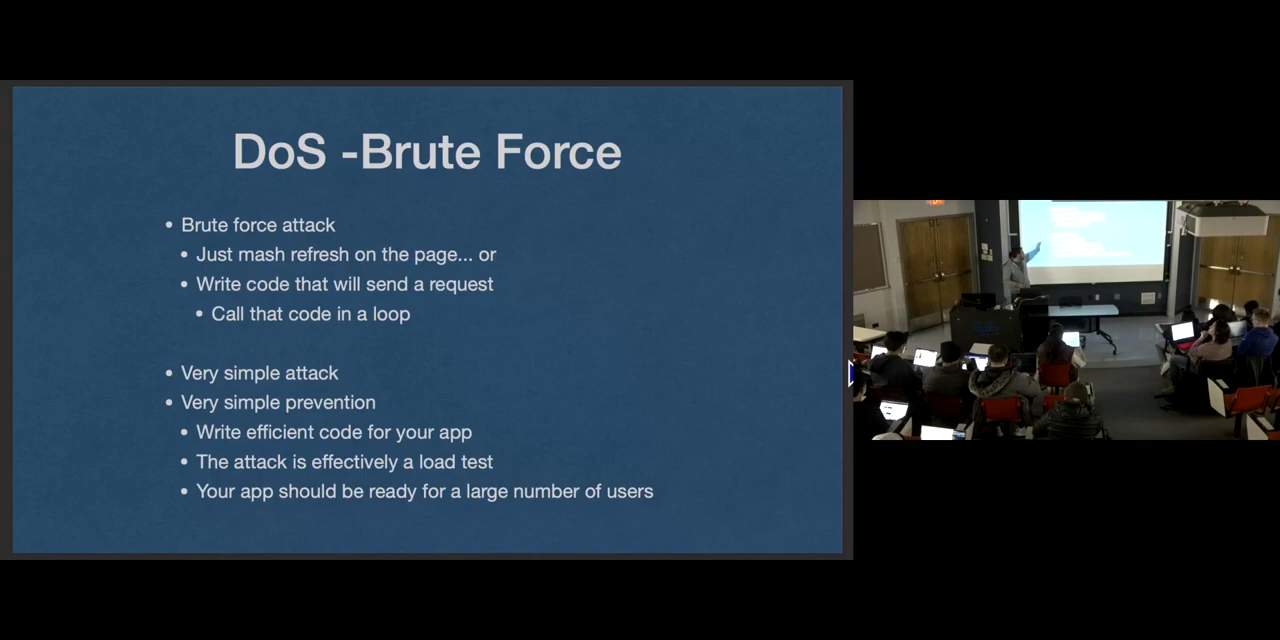 DoS -Brute Force
• Brute force attack
• Just mash refresh on the page... or
• Write code that will send a request
• Call that code in a loop
• Very simple attack
• Very simple prevention
• Write efficient code for your app
• The attack is effectively a load test
• Your app should be ready for a large number of users